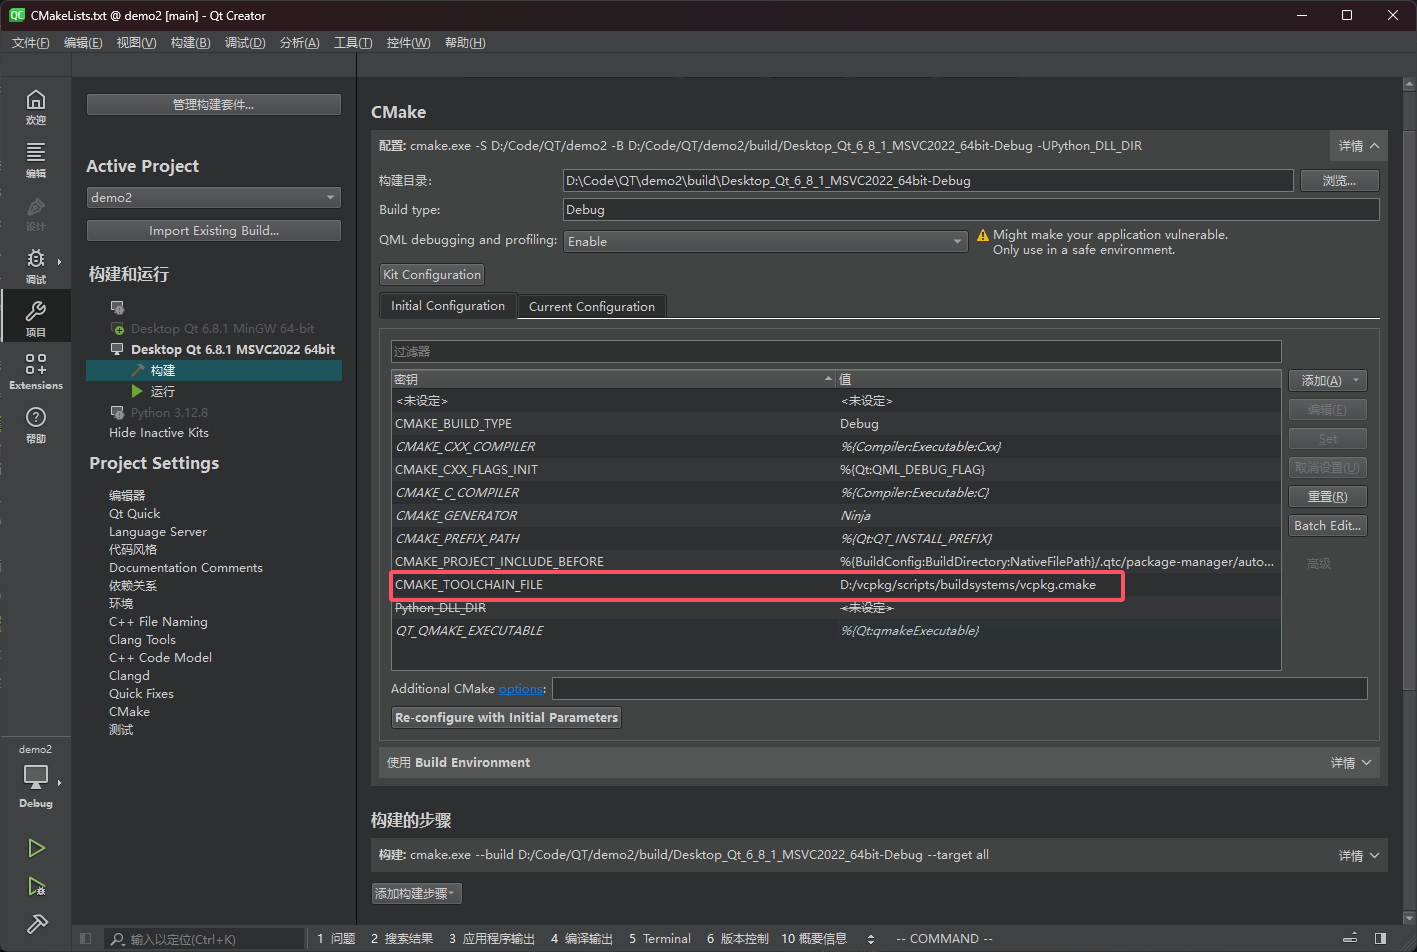 CMakeLists.txt @ demo2 [main] - Qt Creator
文件(F) 编辑(E) 视图(V) 构建(B) 调试(D) 分析(A) 工具(T) 控件(W) 帮助(H)
欢迎
编辑
设计
调试
项目
Extensions
帮助
demo2
Debug
管理构建套件...
Active Project
demo2
Import Existing Build...
构建和运行
Desktop Qt 6.8.1 MinGW 64-bit
Desktop Qt 6.8.1 MSVC2022 64bit
构建
运行
Python 3.12.8
Hide Inactive Kits
Project Settings
编辑器
Qt Quick
Language Server
代码风格
Documentation Comments
依赖关系
环境
C++ File Naming
Clang Tools
C++ Code Model
Clangd
Quick Fixes
CMake
测试
CMake
配置: cmake.exe -S D:/Code/QT/demo2 -B D:/Code/QT/demo2/build/Desktop_Qt_6_8_1_MSVC2022_64bit-Debug -UPython_DLL_DIR 详情
构建目录: D:\Code\QT\demo2\build\Desktop_Qt_6_8_1_MSVC2022_64bit-Debug 浏览...
Build type: Debug
QML debugging and profiling: Enable Might make your application vulnerable.
Only use in a safe environment.
Kit Configuration
Initial Configuration Current Configuration
过滤器
密钥 值
<未设定> <未设定>
CMAKE_BUILD_TYPE Debug
CMAKE_CXX_COMPILER %{Compiler:Executable:Cxx}
CMAKE_CXX_FLAGS_INIT %{Qt:QML_DEBUG_FLAG}
CMAKE_C_COMPILER %{Compiler:Executable:C}
CMAKE_GENERATOR Ninja
CMAKE_PREFIX_PATH %{Qt:QT_INSTALL_PREFIX}
CMAKE_PROJECT_INCLUDE_BEFORE %{BuildConfig:BuildDirectory:NativeFilePath}/.qtc/package-manager/auto...
CMAKE_TOOLCHAIN_FILE D:/vcpkg/scripts/buildsystems/vcpkg.cmake
Python_DLL_DIR <未设定>
QT_QMAKE_EXECUTABLE %{Qt:qmakeExecutable}
添加(A)
编辑(E)
Set
取消设置(U)
重置(R)
Batch Edit...
高级
Additional CMake options:
Re-configure with Initial Parameters
使用 Build Environment 详情
构建的步骤
构建: cmake.exe --build D:/Code/QT/demo2/build/Desktop_Qt_6_8_1_MSVC2022_64bit-Debug --target all 详情
添加构建步骤
输入以定位(Ctrl+K) 1 问题 2 搜索结果 3 应用程序输出 4 编译输出 5 Terminal 6 版本控制 10 概要信息 -- COMMAND --